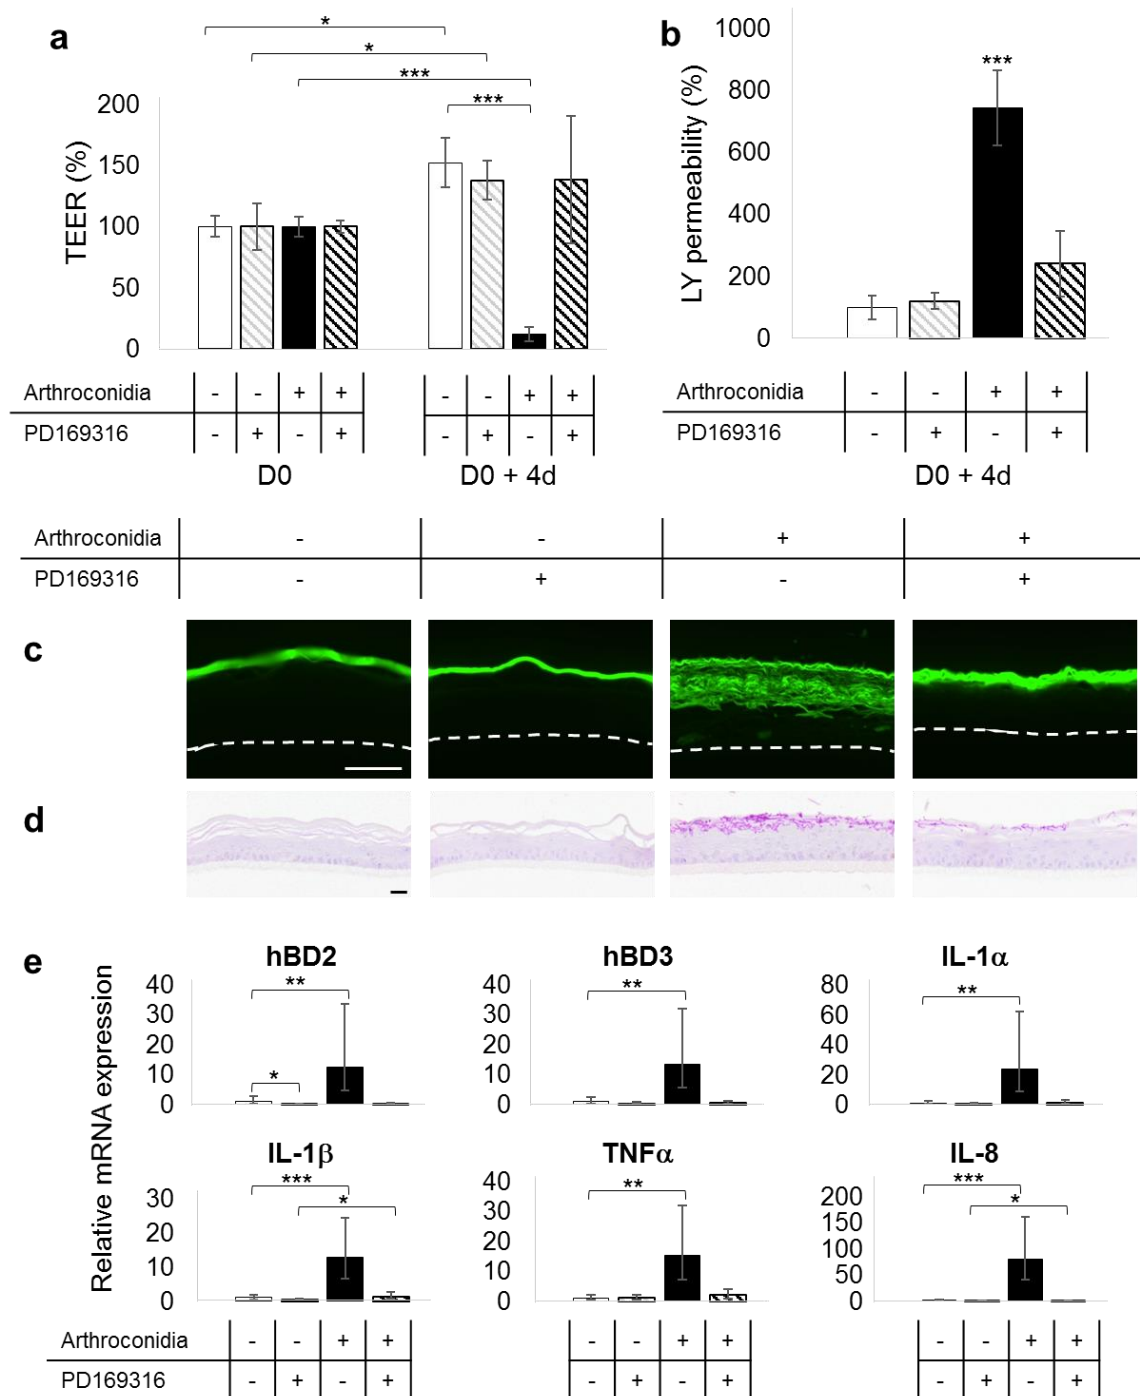 a
*
*
***
***
TEER (%)
200
150
100
50
0
Arthroconidia - - + + - - + +
PD169316 - + - + - + - +
D0 D0 + 4d
b
***
LY permeability (%)
1000
800
600
400
200
0
Arthroconidia - - + +
PD169316 - + - +
D0 + 4d
Arthroconidia - - + +
PD169316 - + - +
c
d
e
Relative mRNA expression
hBD2
**
*
40
30
20
10
0
hBD3
**
40
30
20
10
0
IL-1α
**
80
60
40
20
0
IL-1β
***
*
30
20
10
0
TNFα
**
40
30
20
10
0
IL-8
***
*
200
150
100
50
0
Arthroconidia - - + + - - + + - - + +
PD169316 - + - + - + - + - + - +